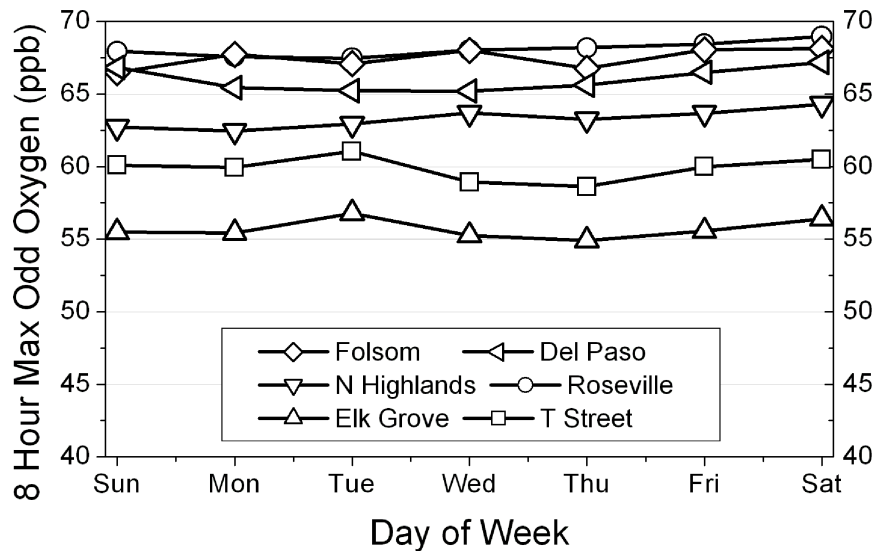 8 Hour Max Odd Oxygen (ppb)
70
65
60
55
50
45
40
70
65
60
55
50
45
40
Folsom
Del Paso
N Highlands
Roseville
Elk Grove
T Street
Sun Mon Tue Wed Thu Fri Sat
Day of Week